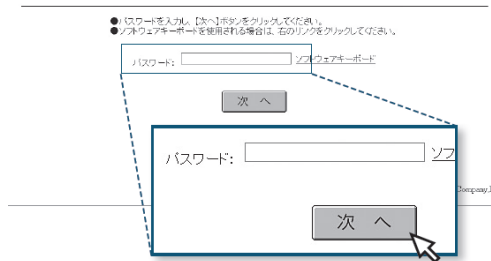 ●パスワードを入力し、【次へ】ボタンをクリックしてください。
●ソフトウェアキーボードを使用される場合は、右のリンクをクリックしてください。
パスワード: ソフトウェアキーボード
次 へ
パスワード: ソフ
次 へ
Company,l